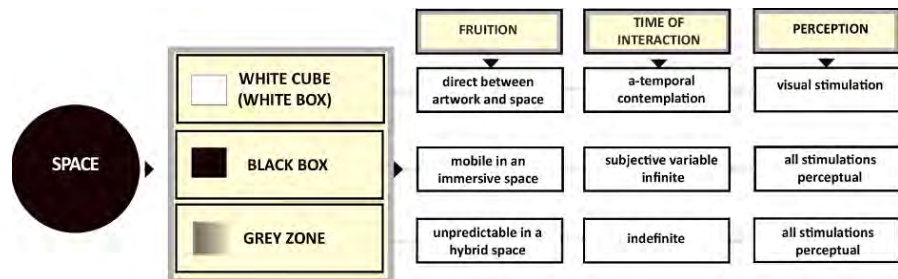 FRUITION
TIME OF
INTERACTION
PERCEPTION
SPACE
WHITE CUBE
(WHITE BOX)
direct between
artwork and space
a-temporal
contemplation
visual stimulation
BLACK BOX
mobile in an
immersive space
subjective variable
infinite
all stimulations
perceptual
GREY ZONE
unpredictable in a
hybrid space
indefinite
all stimulations
perceptual